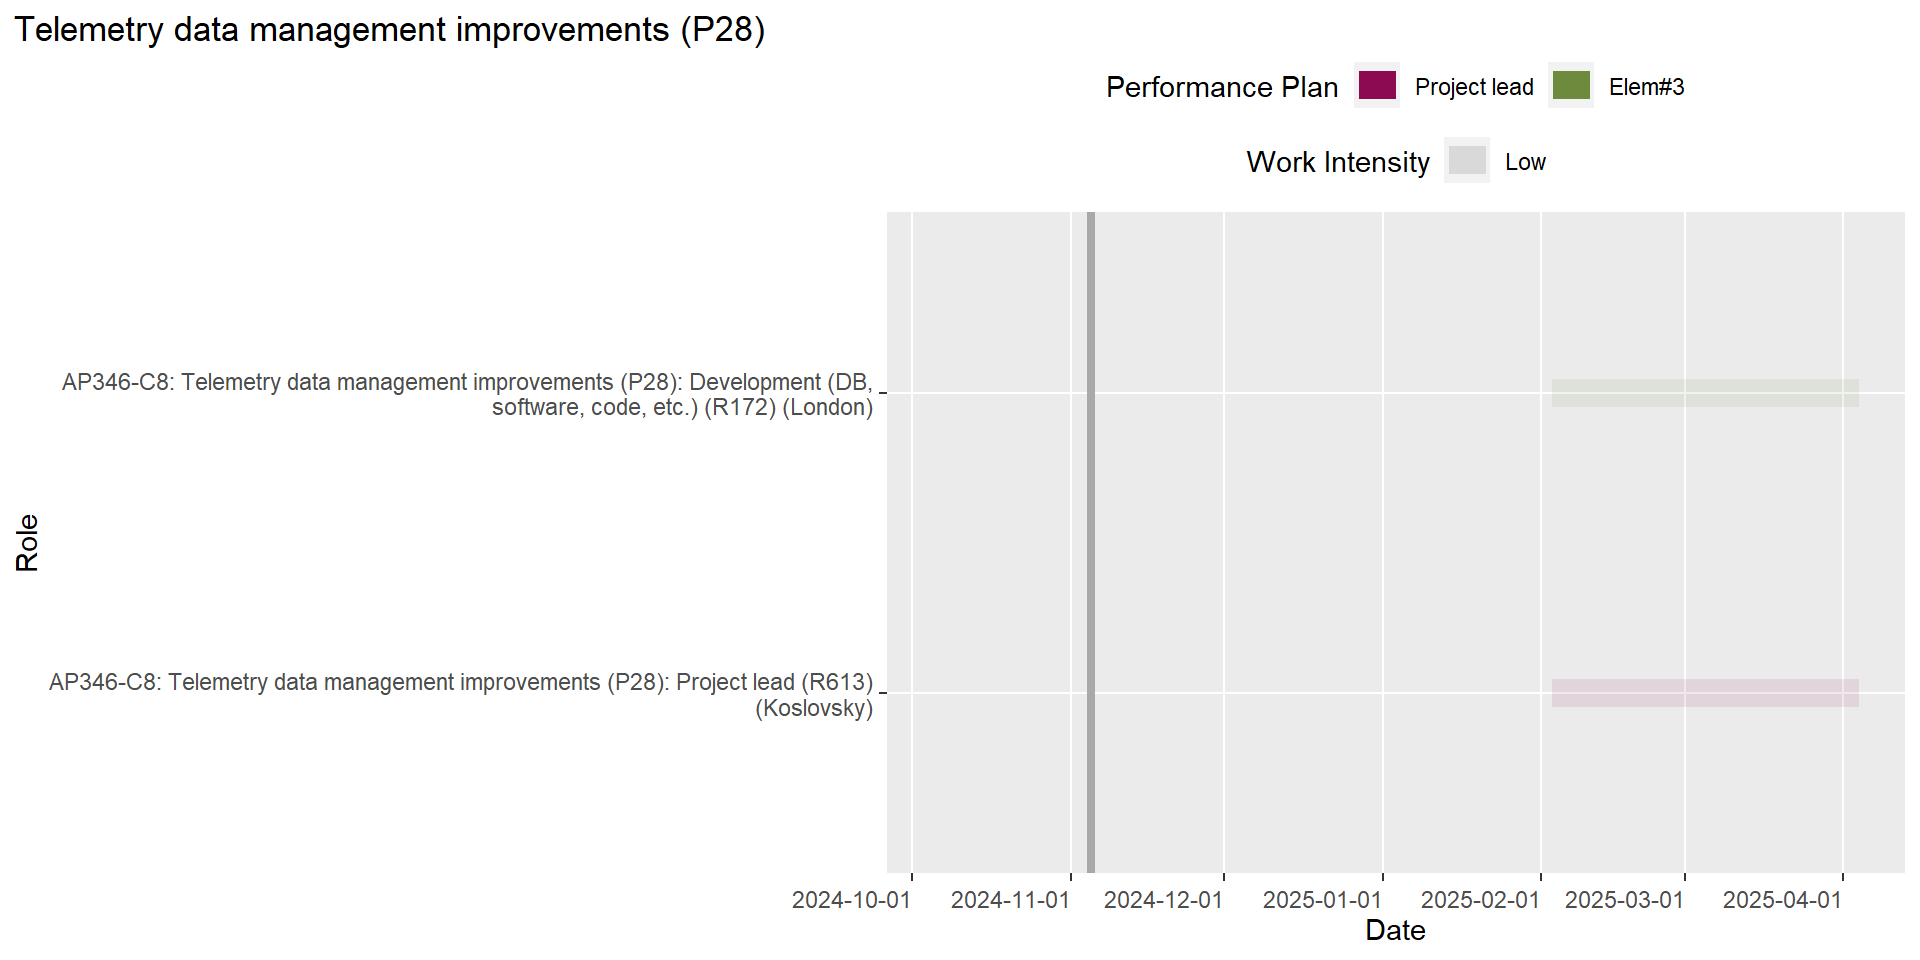 Telemetry data management improvements (P28)
Performance Plan Project lead Elem#3
Work Intensity Low
AP346-C8: Telemetry data management improvements (P28): Development (DB,
software, code, etc.) (R172) (London)
Role
AP346-C8: Telemetry data management improvements (P28): Project lead (R613)
(Koslovsky)
2024-10-01 2024-11-01 2024-12-01 2025-01-01 2025-02-01 2025-03-01 2025-04-01
Date